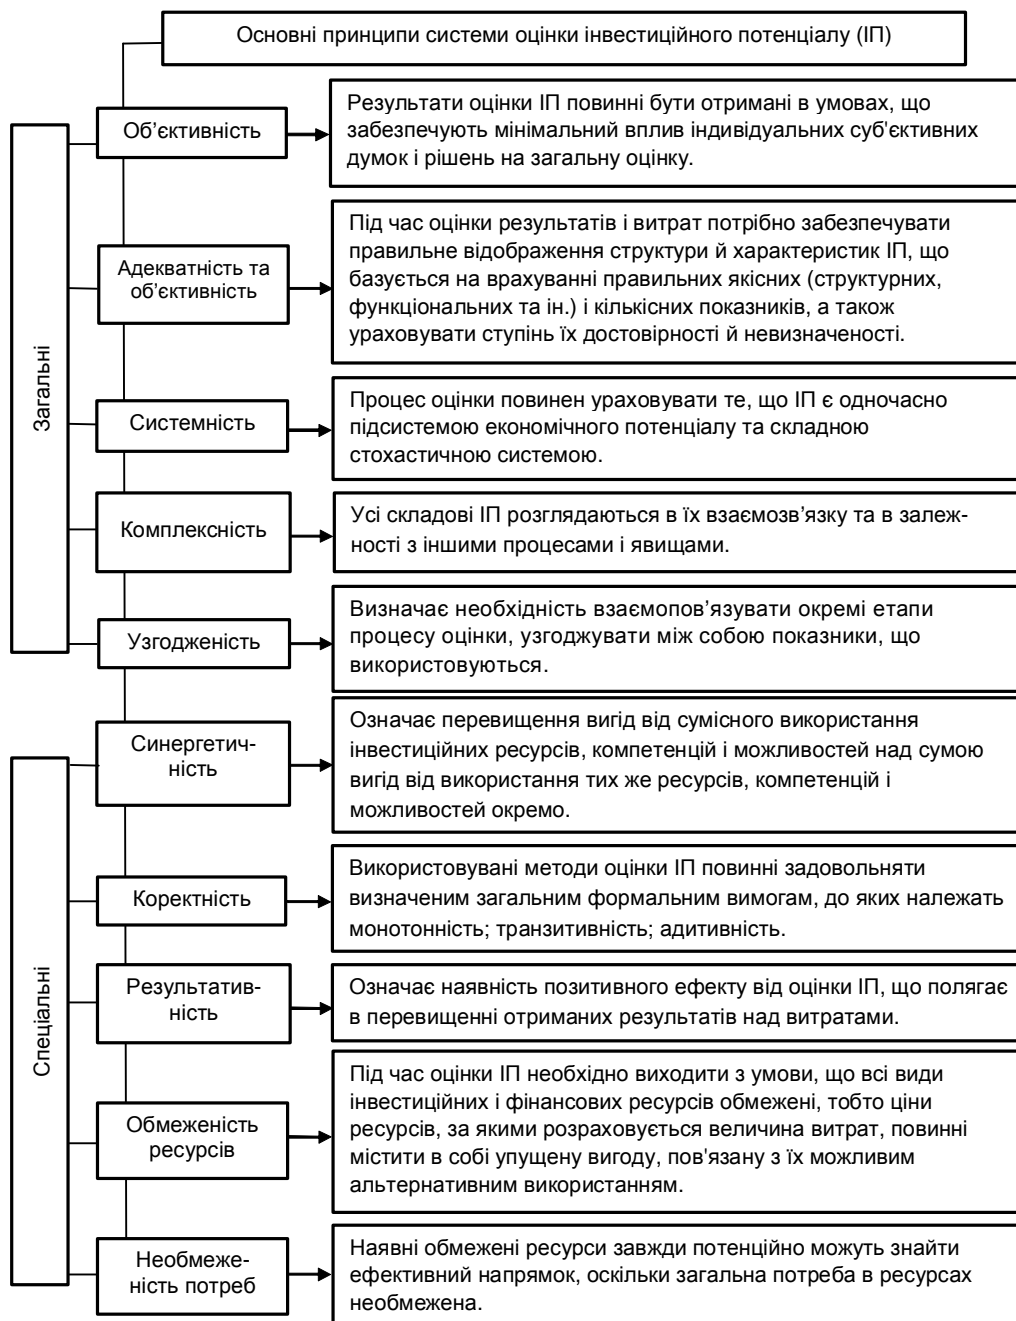 Основні принципи системи оцінки інвестиційного потенціалу (ІП)
Загальні
Об’єктивність
Результати оцінки ІП повинні бути отримані в умовах, що
забезпечують мінімальний вплив індивідуальних суб'єктивних
думок і рішень на загальну оцінку.
Адекватність та
об’єктивність
Під час оцінки результатів і витрат потрібно забезпечувати
правильне відображення структури й характеристик ІП, що
базується на врахуванні правильних якісних (структурних,
функціональних та ін.) і кількісних показників, а також
ураховувати ступінь їх достовірності й невизначеності.
Системність
Процес оцінки повинен ураховувати те, що ІП є одночасно
підсистемою економічного потенціалу та складною
стохастичною системою.
Комплексність
Усі складові ІП розглядаються в їх взаємозв’язку та в залеж-
ності з іншими процесами і явищами.
Узгодженість
Визначає необхідність взаємопов’язувати окремі етапи
процесу оцінки, узгоджувати між собою показники, що
використовуються.
Спеціальні
Синергетич-
ність
Означає перевищення вигід від сумісного використання
інвестиційних ресурсів, компетенцій і можливостей над сумою
вигід від використання тих же ресурсів, компетенцій і
можливостей окремо.
Коректність
Використовувані методи оцінки ІП повинні задовольняти
визначеним загальним формальним вимогам, до яких належать
монотонність; транзитивність; адитивність.
Результатив-
ність
Означає наявність позитивного ефекту від оцінки ІП, що полягає
в перевищенні отриманих результатів над витратами.
Обмеженість
ресурсів
Під час оцінки ІП необхідно виходити з умови, що всі види
інвестиційних і фінансових ресурсів обмежені, тобто ціни
ресурсів, за якими розраховується величина витрат, повинні
містити в собі упущену вигоду, пов'язану з їх можливим
альтернативним використанням.
Необмеже-
ність потреб
Наявні обмежені ресурси завжди потенційно можуть знайти
ефективний напрямок, оскільки загальна потреба в ресурсах
необмежена.